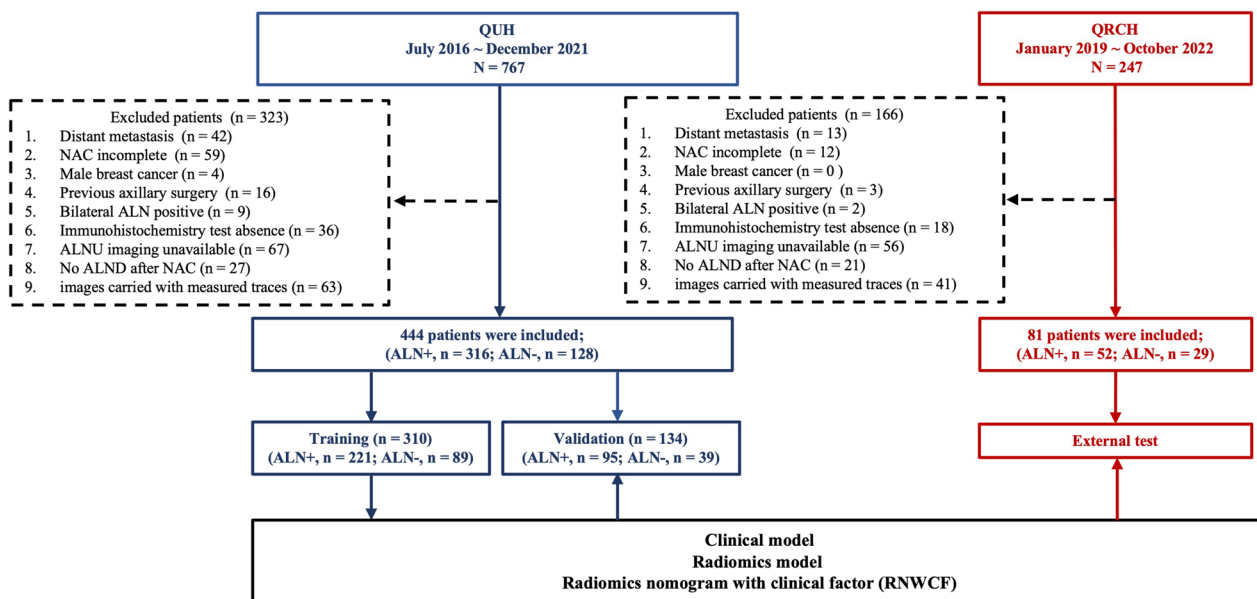 QUH
July 2016 ~ December 2021
N = 767
QRCH
January 2019 ~ October 2022
N = 247
Excluded patients (n = 323)
1. Distant metastasis (n = 42)
2. NAC incomplete (n = 59)
3. Male breast cancer (n = 4)
4. Previous axillary surgery (n = 16)
5. Bilateral ALN positive (n = 9)
6. Immunohistochemistry test absence (n = 36)
7. ALNU imaging unavailable (n = 67)
8. No ALND after NAC (n = 27)
9. images carried with measured traces (n = 63)
Excluded patients (n = 166)
1. Distant metastasis (n = 13)
2. NAC incomplete (n = 12)
3. Male breast cancer (n = 0 )
4. Previous axillary surgery (n = 3)
5. Bilateral ALN positive (n = 2)
6. Immunohistochemistry test absence (n = 18)
7. ALNU imaging unavailable (n = 56)
8. No ALND after NAC (n = 21)
9. images carried with measured traces (n = 41)
444 patients were included;
(ALN+, n = 316; ALN-, n = 128)
81 patients were included;
(ALN+, n = 52; ALN-, n = 29)
Training (n = 310)
(ALN+, n = 221; ALN-, n = 89)
Validation (n = 134)
(ALN+, n = 95; ALN-, n = 39)
External test
Clinical model
Radiomics model
Radiomics nomogram with clinical factor (RNWCF)